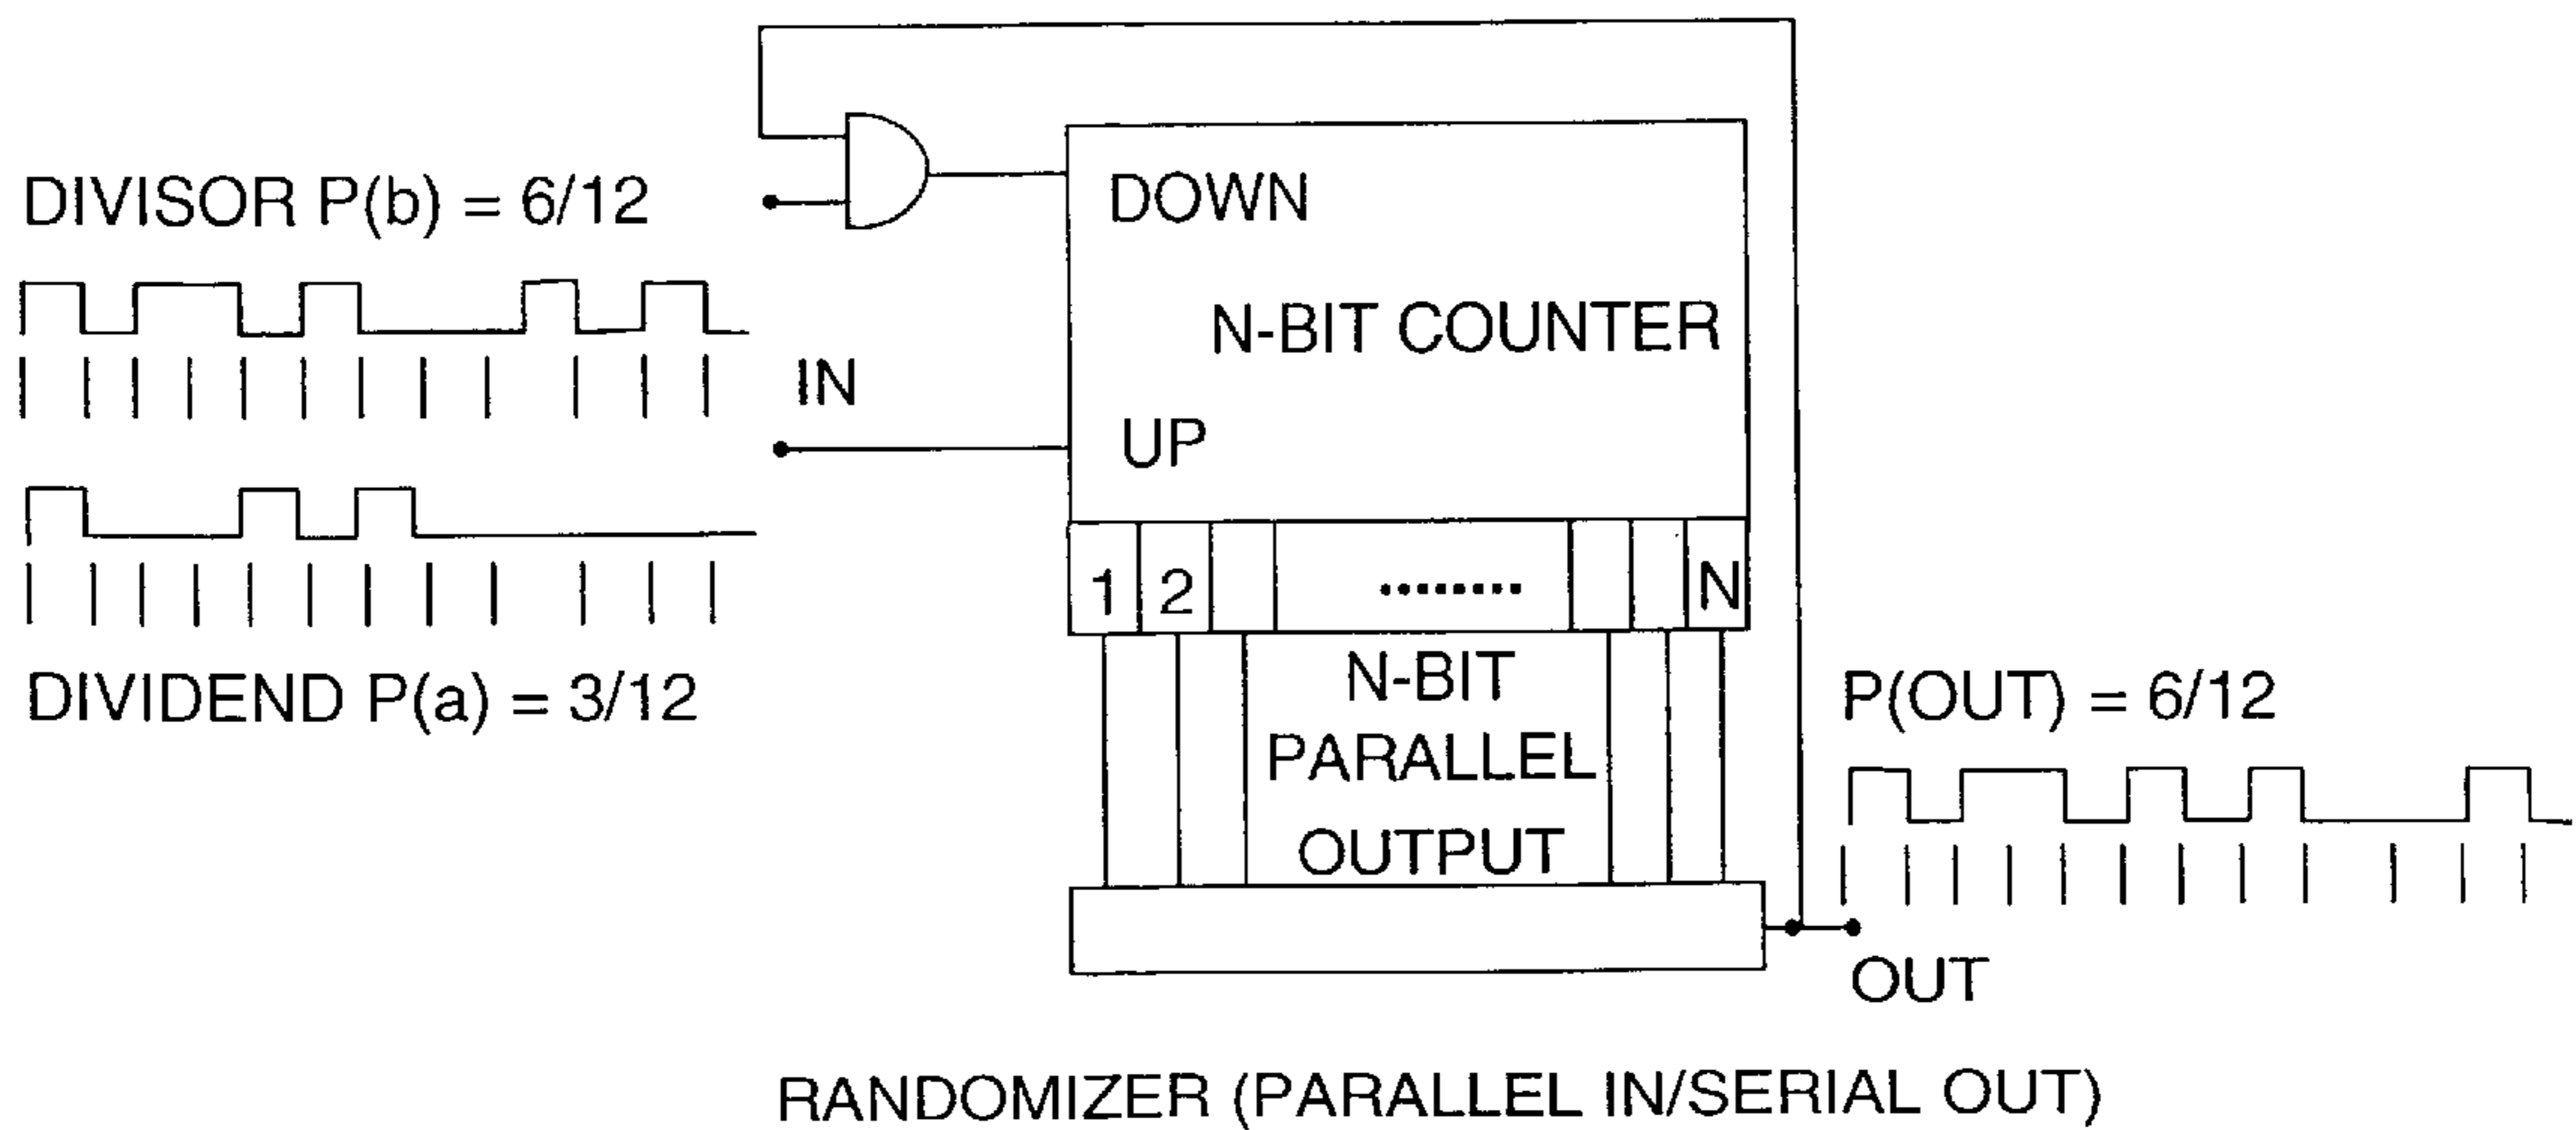 DIVISOR P(b) = 6/12
DOWN
N-BIT COUNTER
IN
UP
1 2 ........ N
DIVIDEND P(a) = 3/12
N-BIT
PARALLEL
OUTPUT
P(OUT) = 6/12
OUT
RANDOMIZER (PARALLEL IN/SERIAL OUT)